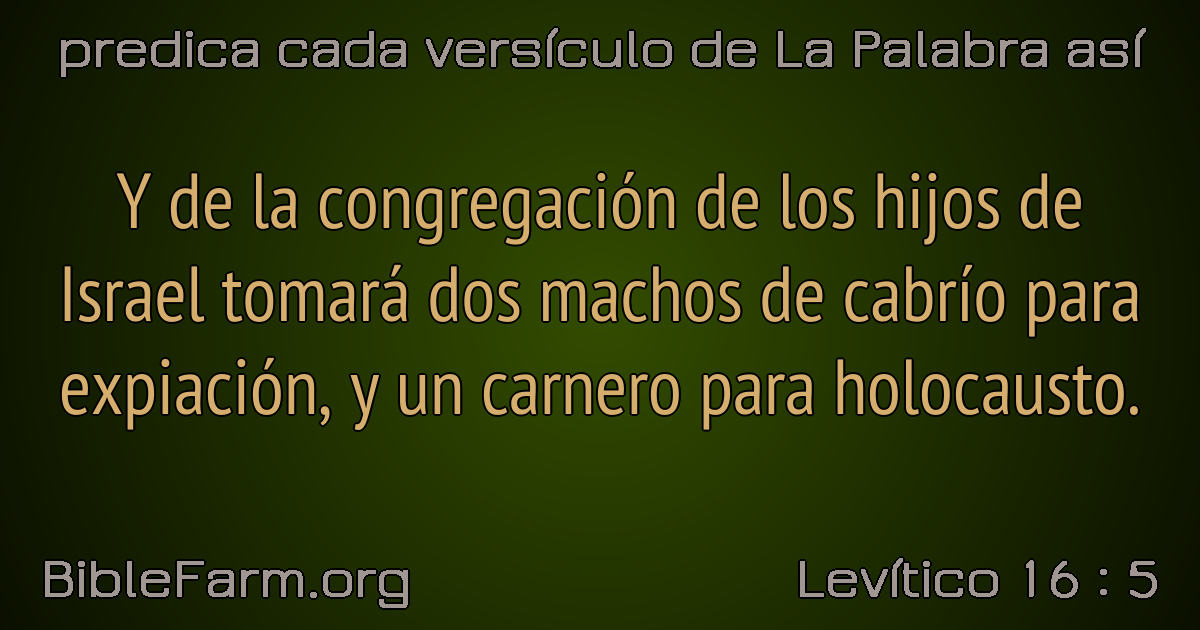 predica cada versículo de La Palabra así
Y de la congregación de los hijos de
Israel tomará dos machos de cabrío para
expiación, y un carnero para holocausto.
BibleFarm.org
Levítico 16 : 5